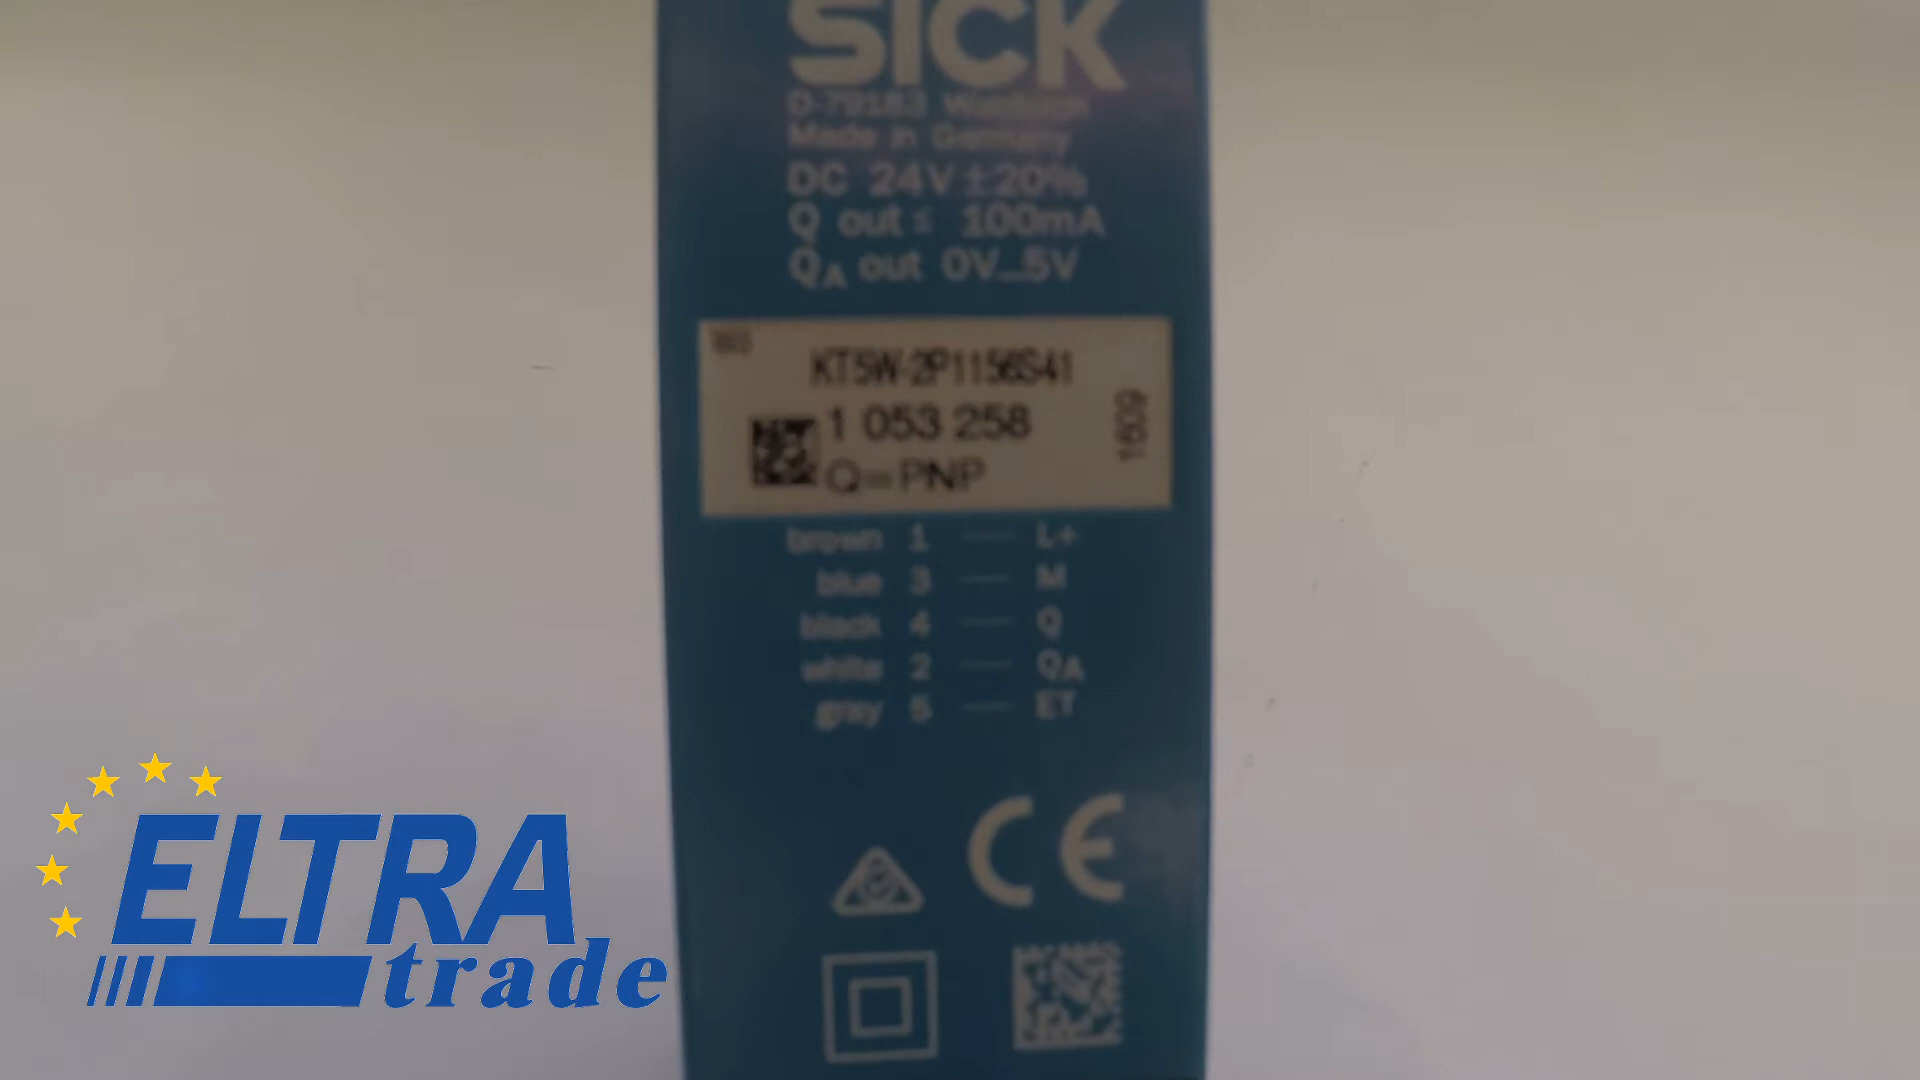 SICK
D-79183 Waldkirch
Made in Germany
DC 24V ±20%
Q out ≤ 100mA
QA out 0V...5V
KT5W-2P1156S41
1 053 258
1609
Q=PNP
brown 1 — L+
blue 3 — M
black 4 — Q
white 2 — QA
gray 5 — ET
CE
ELTRA
trade